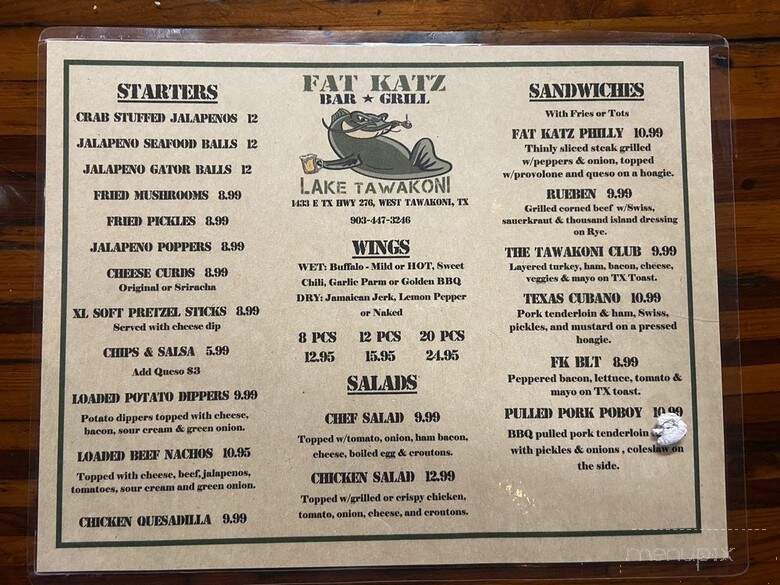 STARTERS
CRAB STUFFED JALAPENOS 12
JALAPENO SEAFOOD BALLS 12
JALAPENO GATOR BALLS 12
FRIED MUSHROOMS 8.99
FRIED PICKLES 8.99
JALAPENO POPPERS 8.99
CHEESE CURDS 8.99
Original or Sriracha
XL SOFT PRETZEL STICKS 8.99
Served with cheese dip
CHIPS & SALSA 5.99
Add Queso $3
LOADED POTATO DIPPERS 9.99
Potato dippers topped with cheese,
bacon, sour cream & green onion.
LOADED BEEF NACHOS 10.95
Topped with cheese, beef, jalapenos,
tomatoes, sour cream and green onion.
CHICKEN QUESADILLA 9.99
FAT KATZ
BAR ★ GRILL
LAKE TAWAKONI
1433 E TX HWY 276, WEST TAWAKONI, TX
903-447-3246
WINGS
WET: Buffalo - Mild or HOT, Sweet
Chili, Garlic Parm or Golden BBQ
DRY: Jamaican Jerk, Lemon Pepper
or Naked
8 PCS 12 PCS 20 PCS
12.95 15.95 24.95
SALADS
CHEF SALAD 9.99
Topped w/tomato, onion, ham bacon,
cheese, boiled egg & croutons.
CHICKEN SALAD 12.99
Topped w/grilled or crispy chicken,
tomato, onion, cheese, and croutons.
SANDWICHES
With Fries or Tots
FAT KATZ PHILLY 10.99
Thinly sliced steak grilled
w/peppers & onion, topped
w/provolone and queso on a hoagie.
RUEBEN 9.99
Grilled corned beef w/Swiss,
sauerkraut & thousand island dressing
on Rye.
THE TAWAKONI CLUB 9.99
Layered turkey, ham, bacon, cheese,
veggies & mayo on TX Toast.
TEXAS CUBANO 10.99
Pork tenderloin & ham, Swiss,
pickles, and mustard on a pressed
hoagie.
FK BLT 8.99
Peppered bacon, lettuce, tomato &
mayo on TX toast.
PULLED PORK POBOY 10.99
BBQ pulled pork tenderloin
with pickles & onions , coleslaw on
the side.
menupix